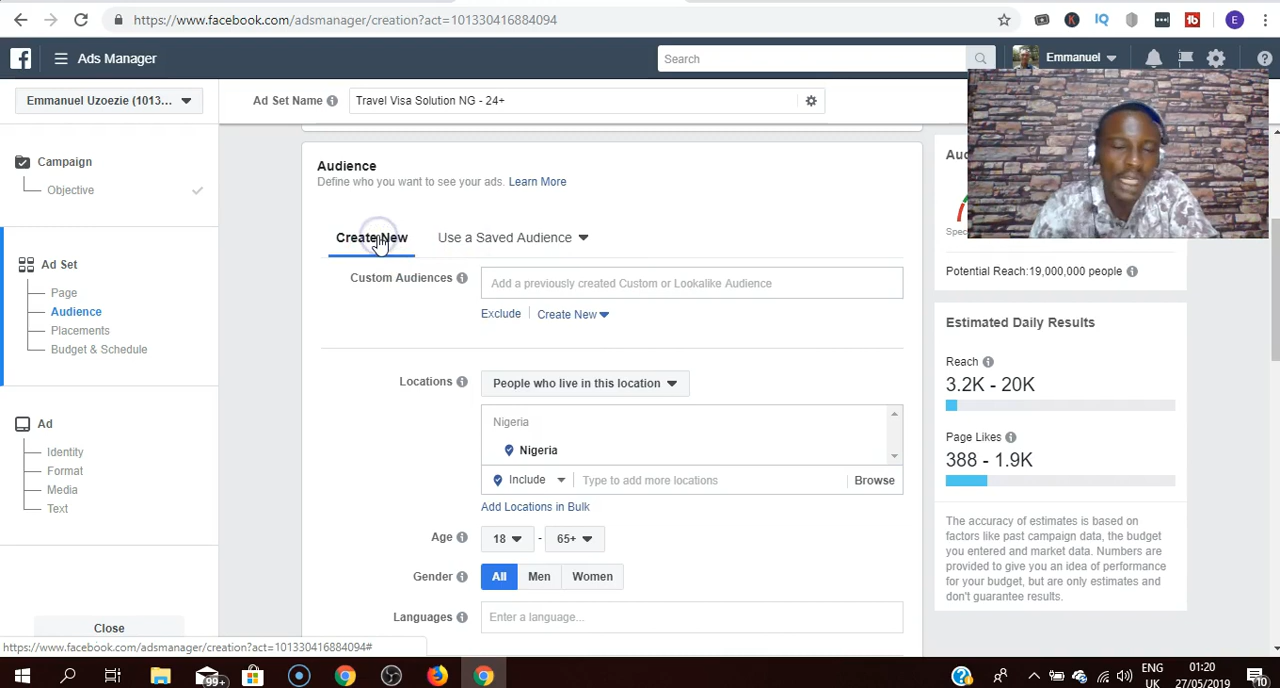 https://www.facebook.com/adsmanager/creation?act=101330416884094
K
IQ
E
Ads Manager
Search
Emmanuel
Emmanuel Uzoezie (1013...
Ad Set Name
Travel Visa Solution NG - 24+
Campaign
Objective
Ad Set
Page
Audience
Placements
Budget & Schedule
Ad
Identity
Format
Media
Text
Close
Audience
Define who you want to see your ads. Learn More
Create New
Use a Saved Audience
Custom Audiences
Add a previously created Custom or Lookalike Audience
Exclude
Create New
Locations
People who live in this location
Nigeria
Nigeria
Include
Type to add more locations
Browse
Add Locations in Bulk
Age
18 - 65+
Gender
All
Men
Women
Languages
Enter a language...
Potential Reach:19,000,000 people
Estimated Daily Results
Reach
3.2K - 20K
Page Likes
388 - 1.9K
The accuracy of estimates is based on
factors like past campaign data, the budget
you entered and market data. Numbers are
provided to give you an idea of performance
for your budget, but are only estimates and
don't guarantee results.
https://www.facebook.com/adsmanager/creation?act=101330416884094#
99+
ENG
UK
01:20
27/05/2019
10